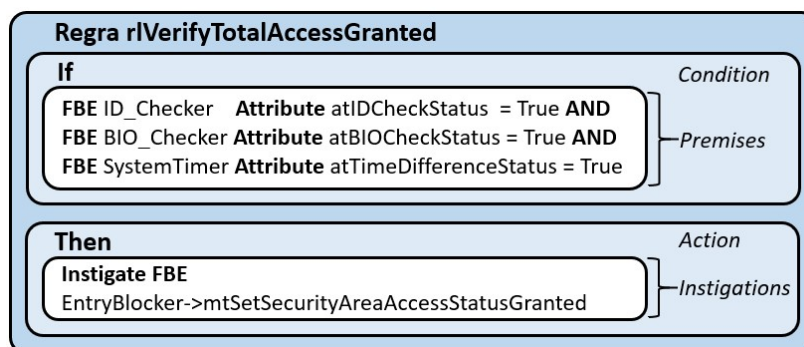 Regra rlVerifyTotalAccessGranted
If
Condition
FBE ID_Checker Attribute atIDCheckStatus = True AND
FBE BIO_Checker Attribute atBIOCheckStatus = True AND
Premises
FBE SystemTimer Attribute atTimeDifferenceStatus = True
Then
Action
Instigate FBE
Instigations
EntryBlocker->mtSetSecurityAreaAccessStatusGranted